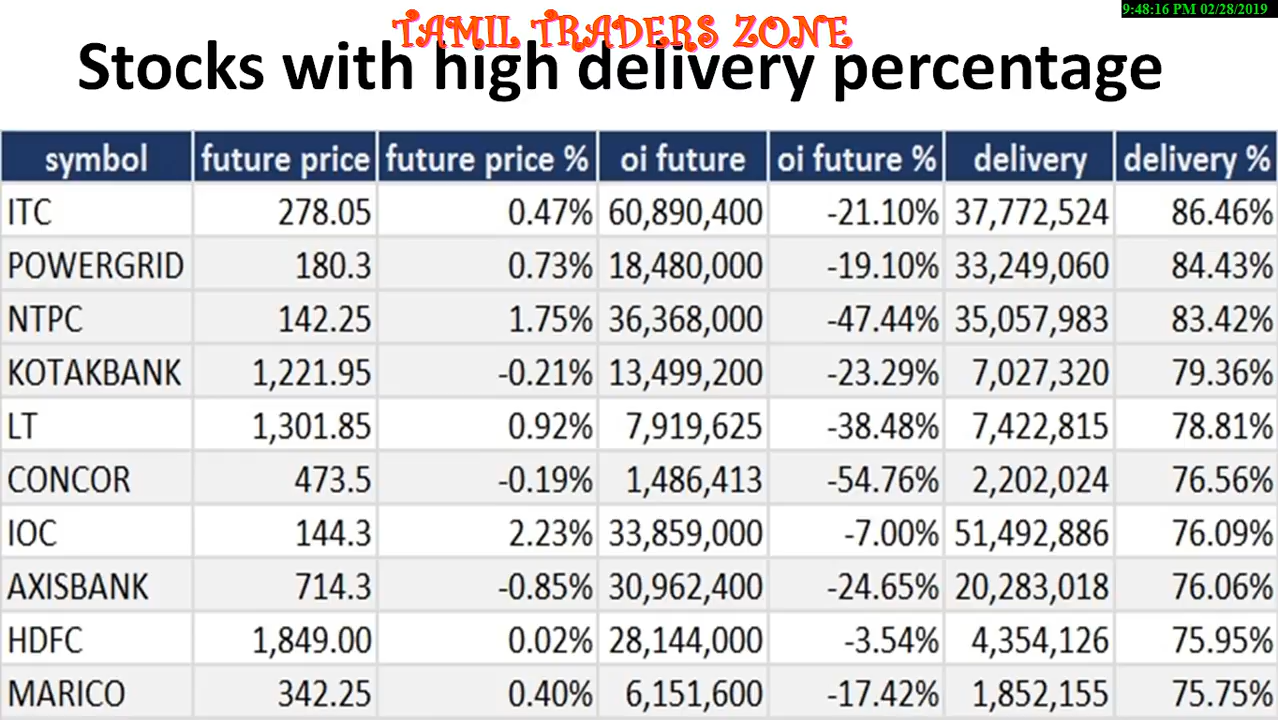 9:48:16 PM 02/28/2019
TAMIL TRADERS ZONE
Stocks with high delivery percentage
symbol future price future price % oi future oi future % delivery delivery %
ITC 278.05 0.47% 60,890,400 -21.10% 37,772,524 86.46%
POWERGRID 180.3 0.73% 18,480,000 -19.10% 33,249,060 84.43%
NTPC 142.25 1.75% 36,368,000 -47.44% 35,057,983 83.42%
KOTAKBANK 1,221.95 -0.21% 13,499,200 -23.29% 7,027,320 79.36%
LT 1,301.85 0.92% 7,919,625 -38.48% 7,422,815 78.81%
CONCOR 473.5 -0.19% 1,486,413 -54.76% 2,202,024 76.56%
IOC 144.3 2.23% 33,859,000 -7.00% 51,492,886 76.09%
AXISBANK 714.3 -0.85% 30,962,400 -24.65% 20,283,018 76.06%
HDFC 1,849.00 0.02% 28,144,000 -3.54% 4,354,126 75.95%
MARICO 342.25 0.40% 6,151,600 -17.42% 1,852,155 75.75%